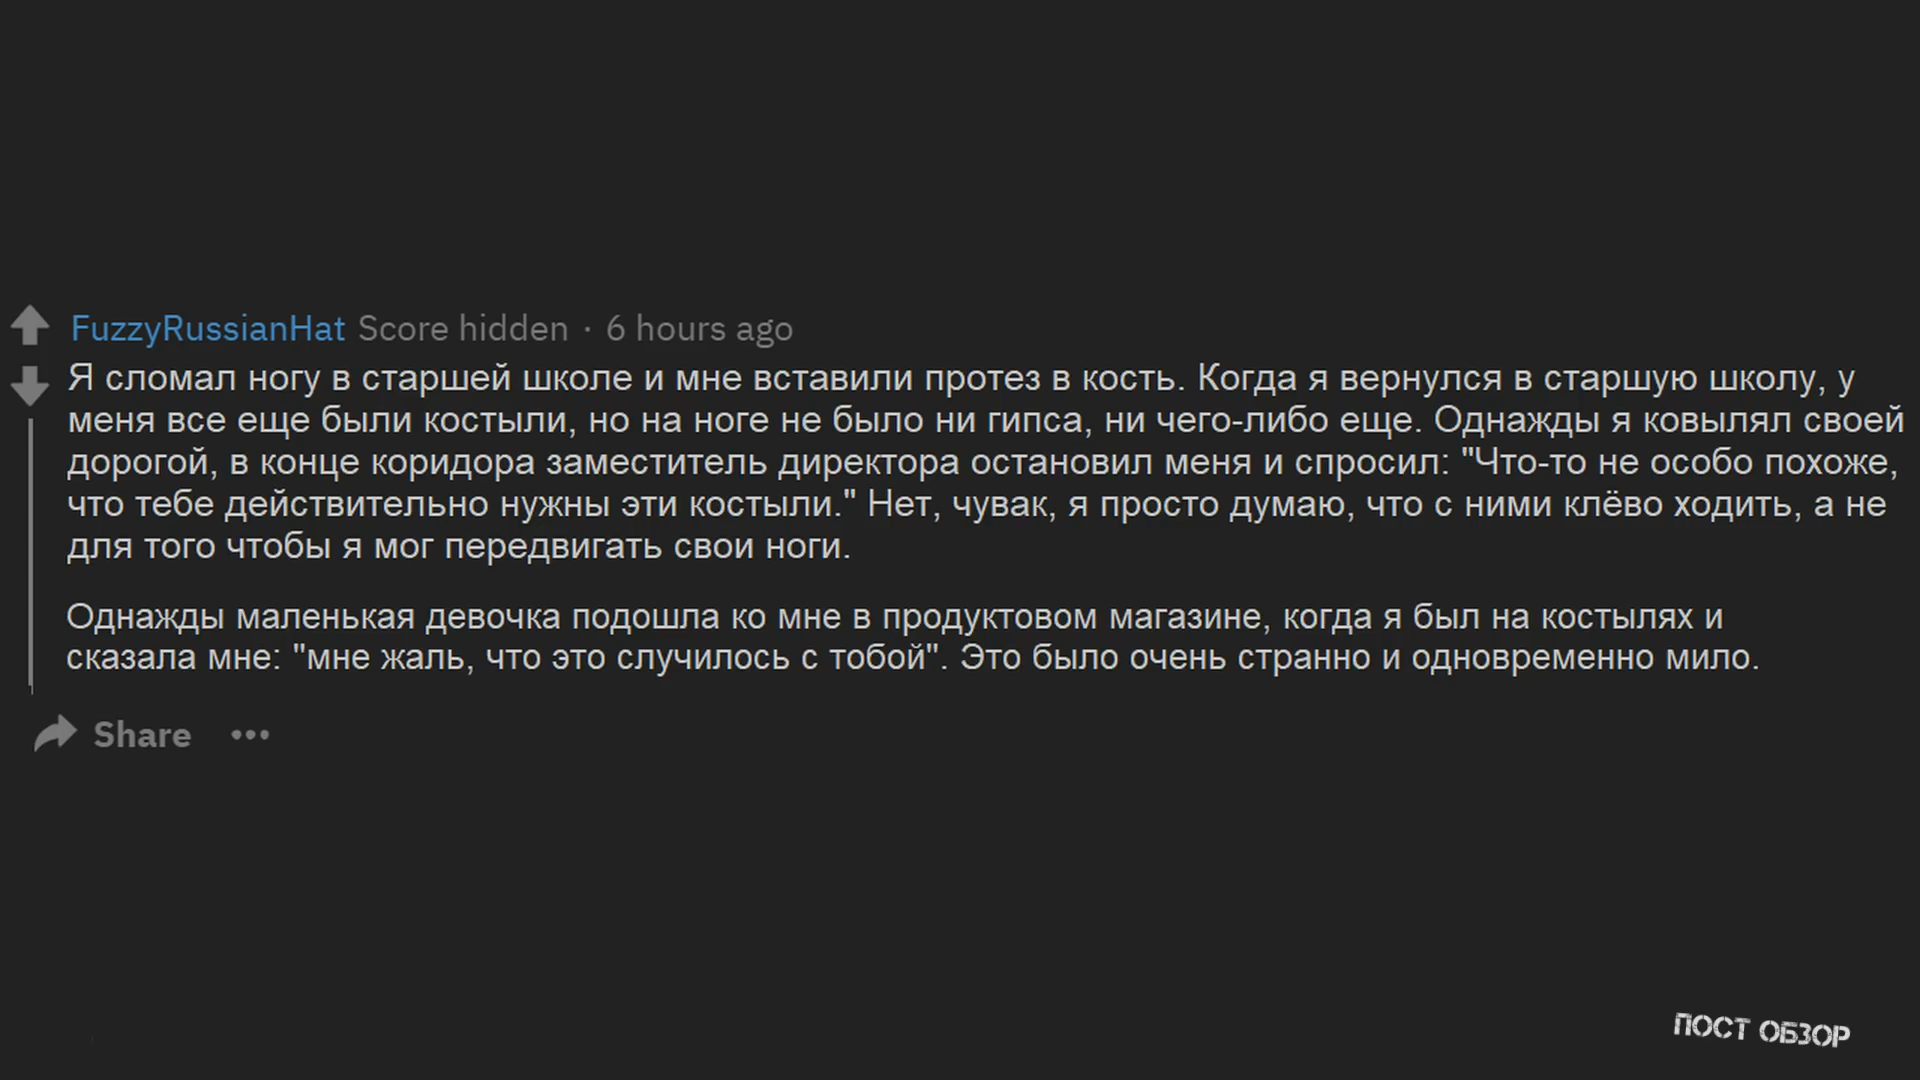 FuzzyRussianHat Score hidden · 6 hours ago
Я сломал ногу в старшей школе и мне вставили протез в кость. Когда я вернулся в старшую школу, у
меня все еще были костыли, но на ноге не было ни гипса, ни чего-либо еще. Однажды я ковылял своей
дорогой, в конце коридора заместитель директора остановил меня и спросил: "Что-то не особо похоже,
что тебе действительно нужны эти костыли." Нет, чувак, я просто думаю, что с ними клёво ходить, а не
для того чтобы я мог передвигать свои ноги.
Однажды маленькая девочка подошла ко мне в продуктовом магазине, когда я был на костылях и
сказала мне: "мне жаль, что это случилось с тобой". Это было очень странно и одновременно мило.
Share •••
ПОСТ ОБЗОР